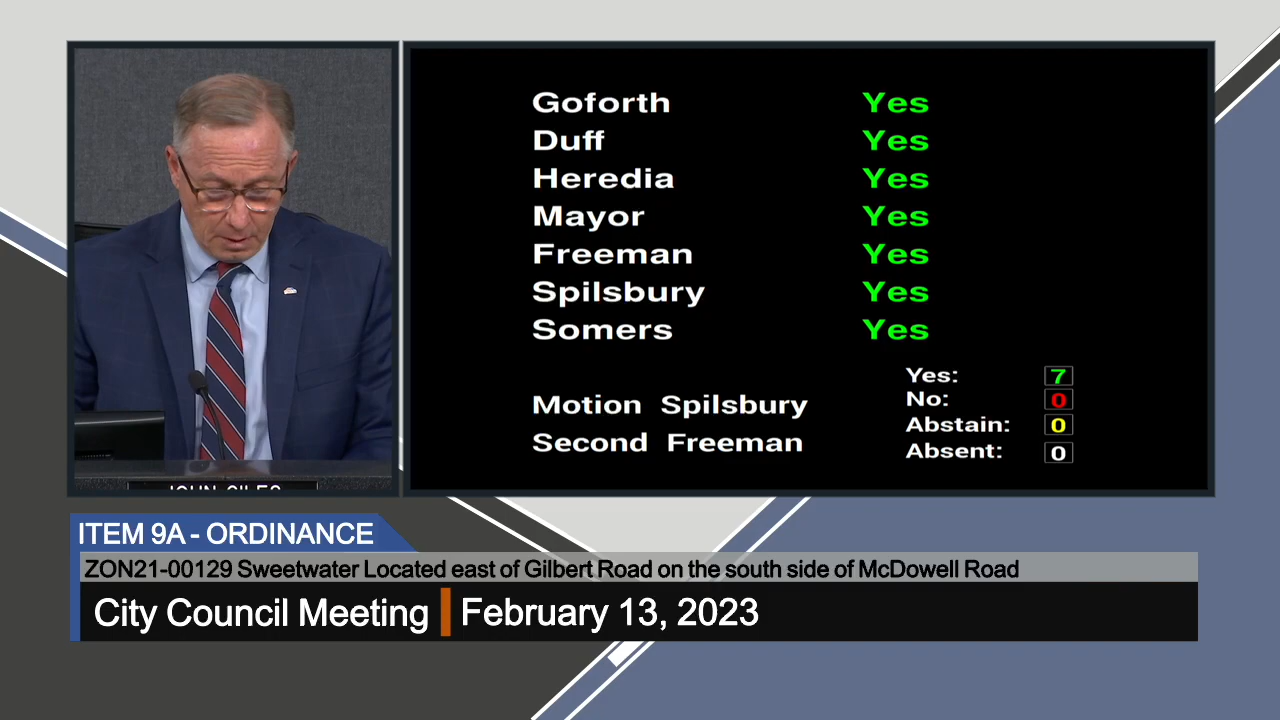 Goforth Yes
Duff Yes
Heredia Yes
Mayor Yes
Freeman Yes
Spilsbury Yes
Somers Yes
Yes: 7
No: 0
Abstain: 0
Absent: 0
Motion Spilsbury
Second Freeman
JOHN GILES
ITEM 9A - ORDINANCE
ZON21-00129 Sweetwater Located east of Gilbert Road on the south side of McDowell Road
City Council Meeting February 13, 2023